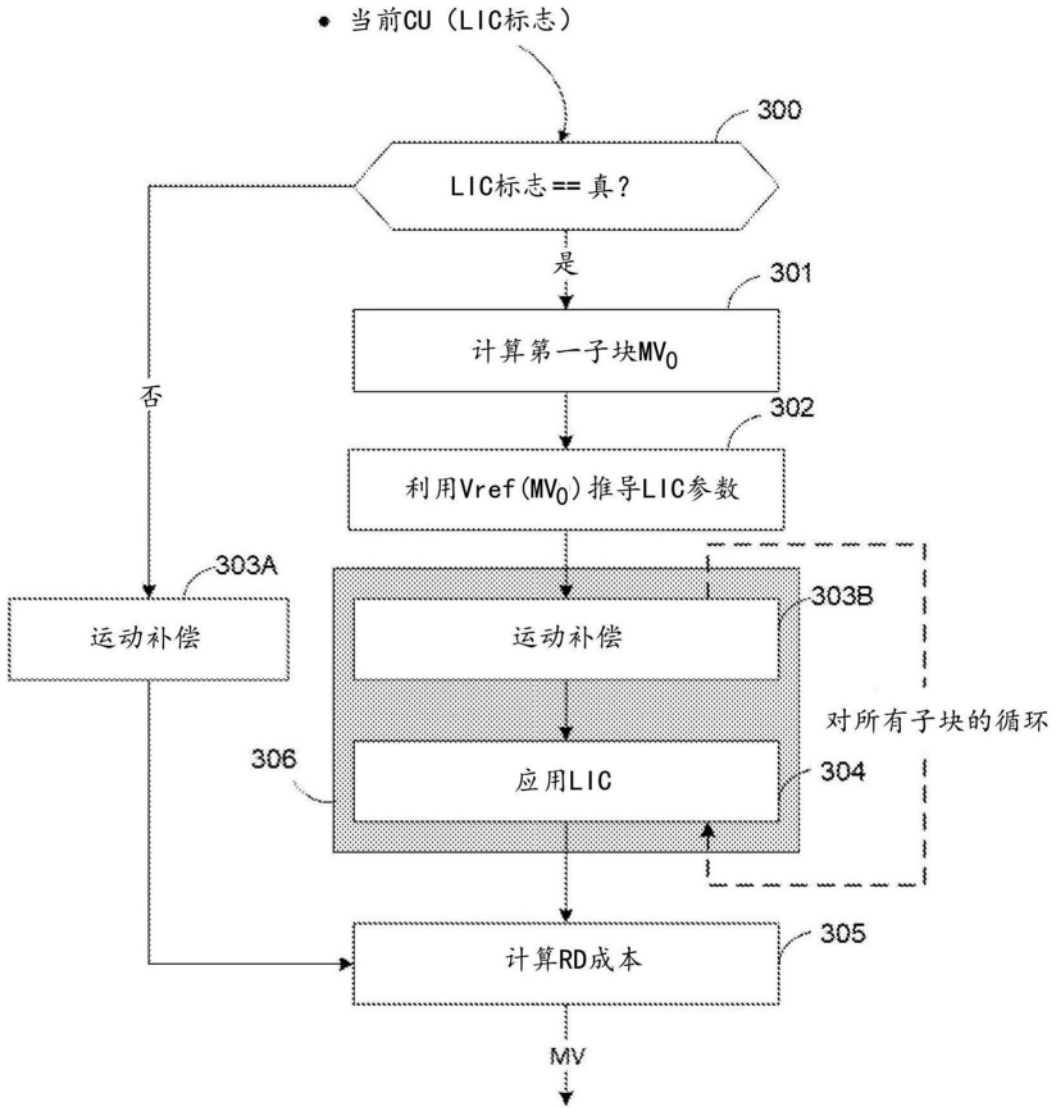 • 当前CU (LIC标志)
300
LIC标志==真?
是
301
计算第一子块MV0
否
302
利用Vref(MV0)推导LIC参数
303A
运动补偿
303B
运动补偿
对所有子块的循环
306
应用LIC
304
305
计算RD成本
MV